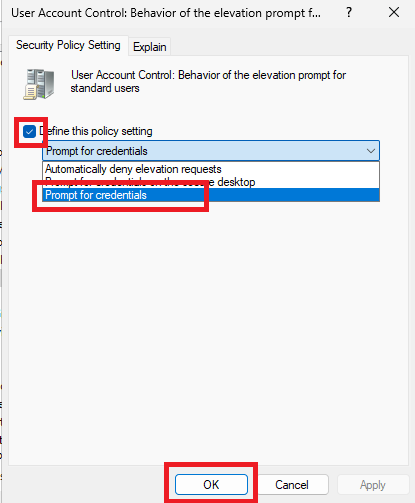 User Account Control: Behavior of the elevation prompt f...
Security Policy Setting
Explain
User Account Control: Behavior of the elevation prompt for
standard users
Define this policy setting
Prompt for credentials
Automatically deny elevation requests
Prompt for credentials on the secure desktop
Prompt for credentials
OK
Cancel
Apply